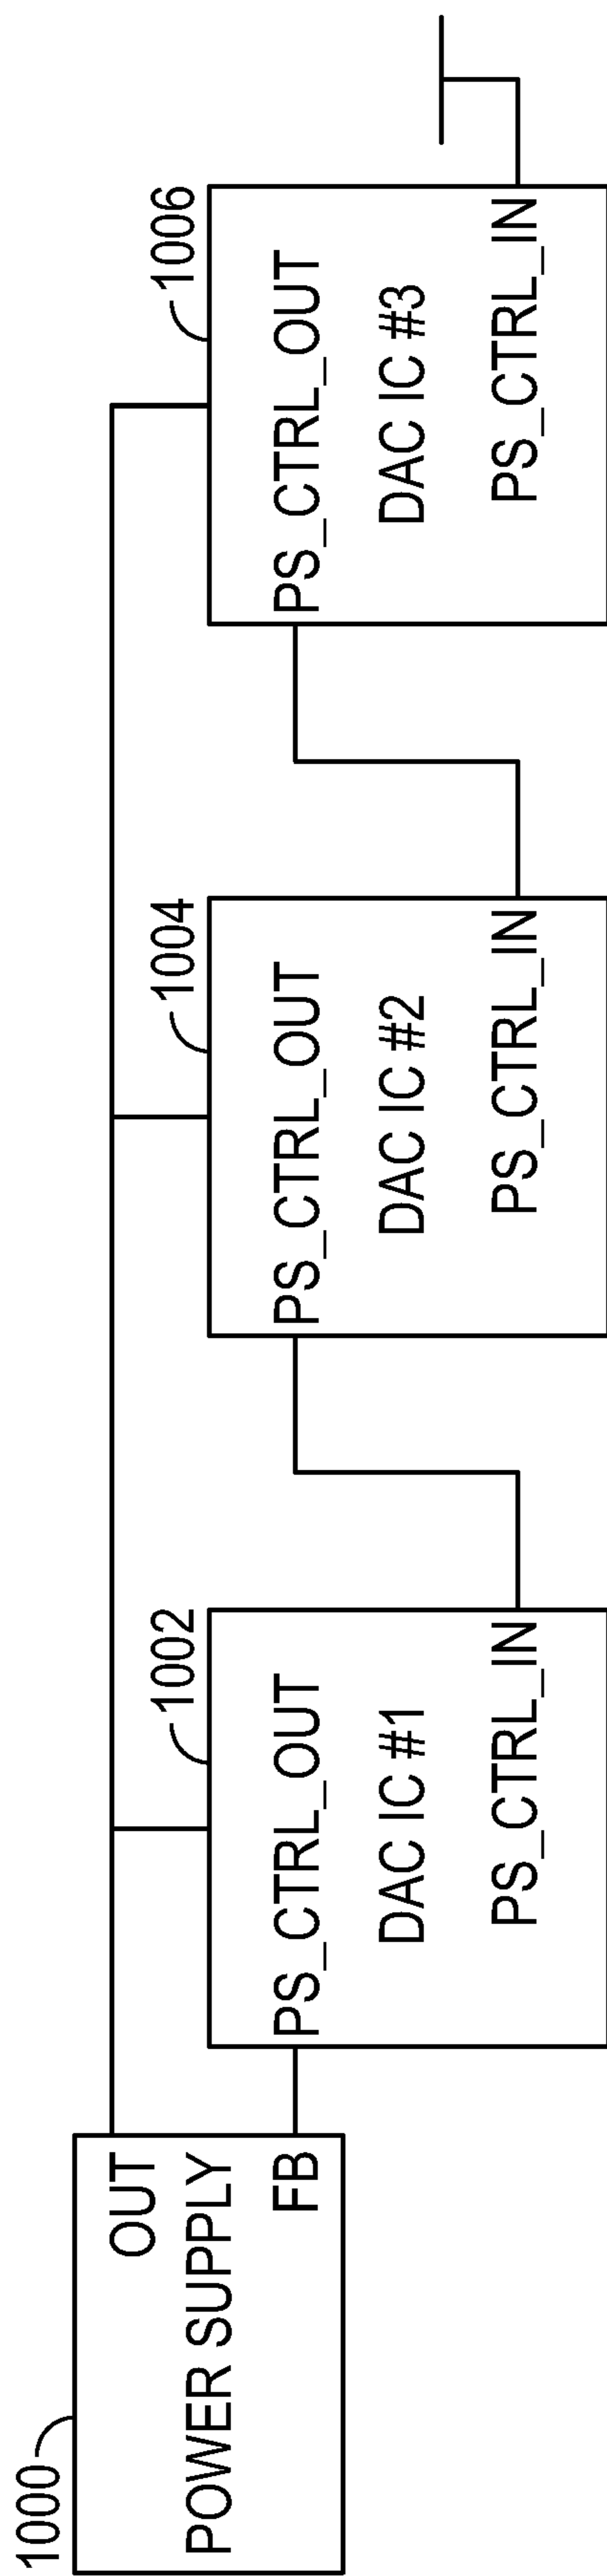 1000
OUT
POWER SUPPLY
FB
1002
PS_CTRL_OUT
DAC IC #1
PS_CTRL_IN
1004
PS_CTRL_OUT
DAC IC #2
PS_CTRL_IN
1006
PS_CTRL_OUT
DAC IC #3
PS_CTRL_IN